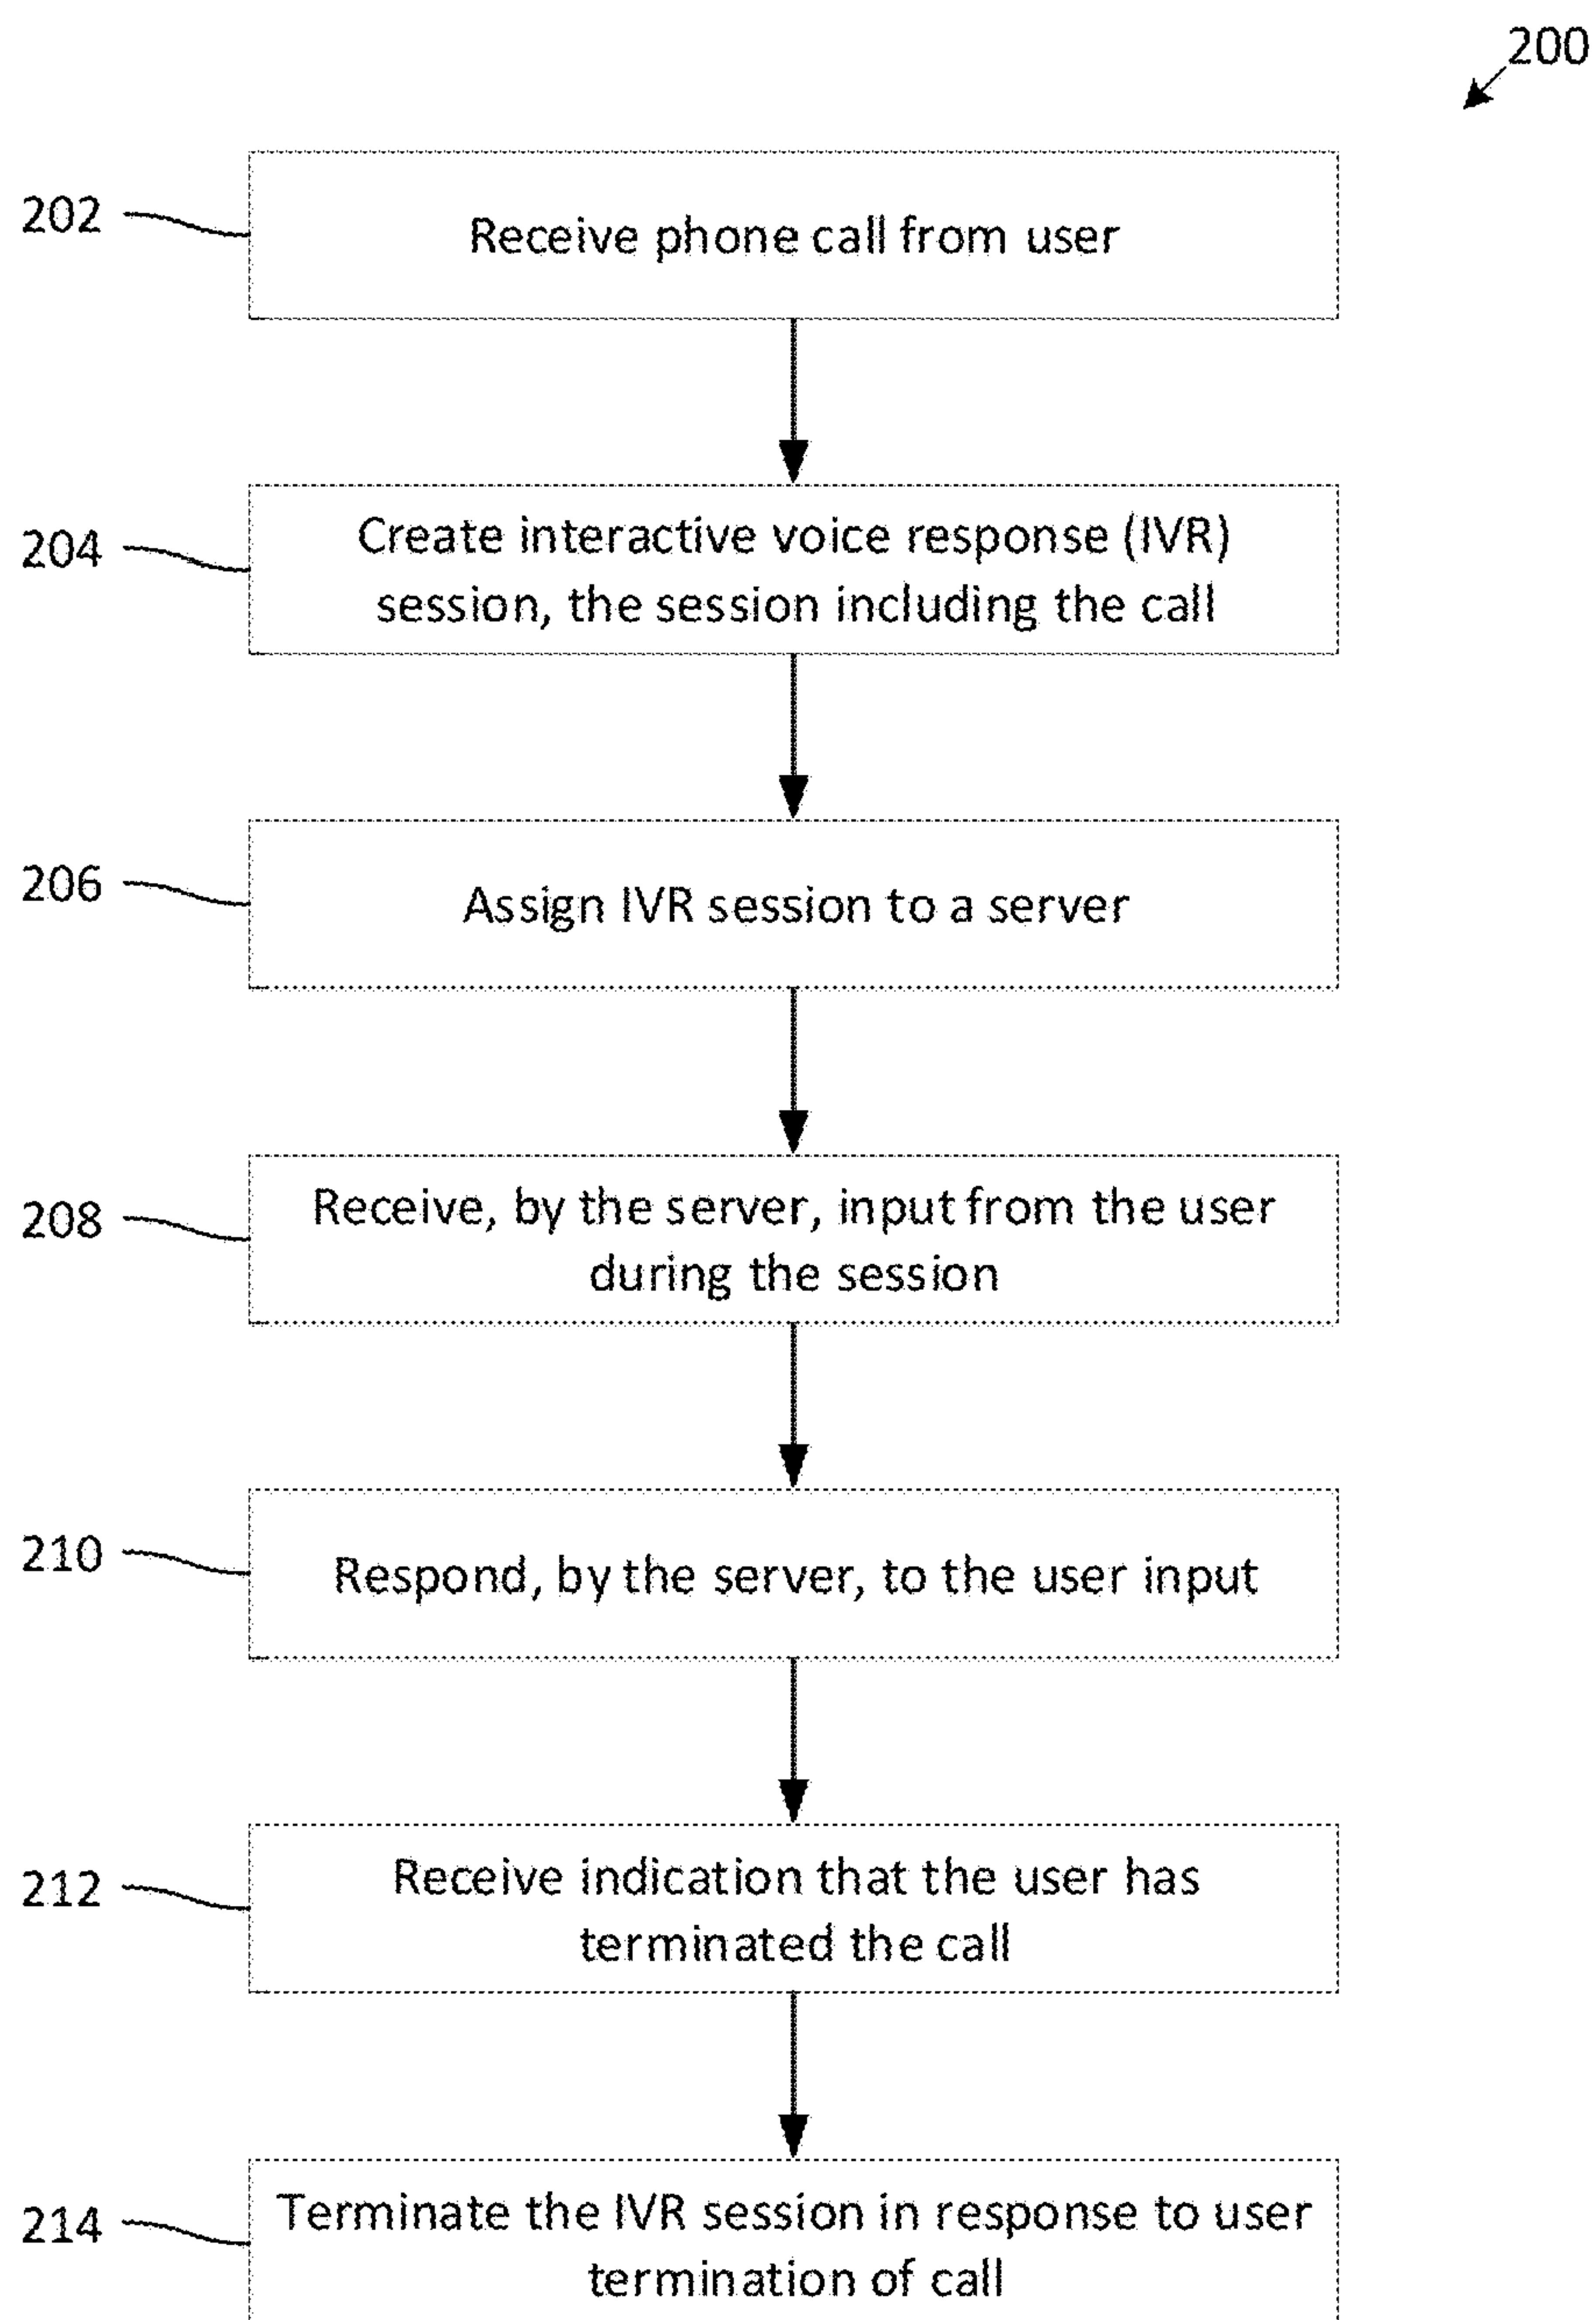 200
202
Receive phone call from user
204
Create interactive voice response (IVR)
session, the session including the call
206
Assign IVR session to a server
208
Receive, by the server, input from the user
during the session
210
Respond, by the server, to the user input
212
Receive indication that the user has
terminated the call
214
Terminate the IVR session in response to user
termination of call